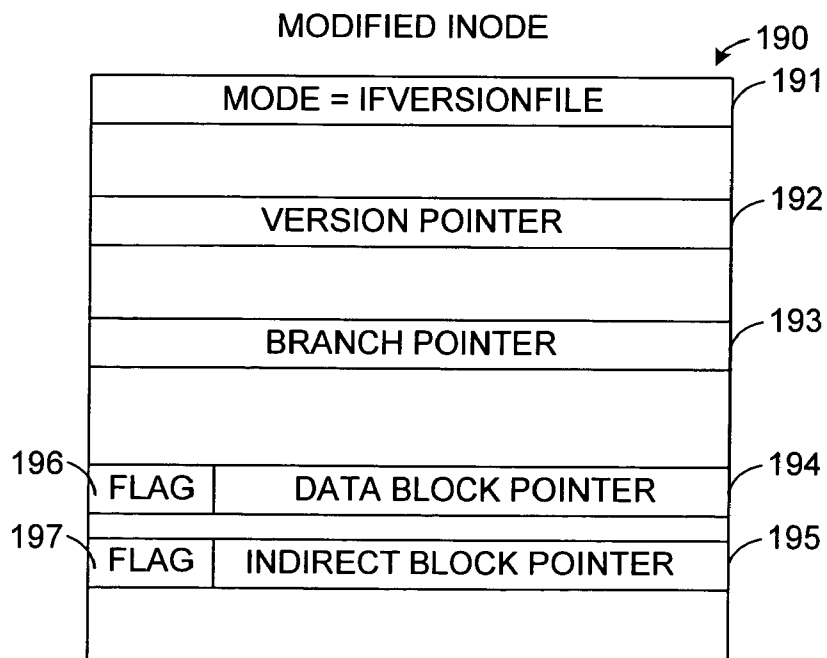 MODIFIED INODE
190
MODE = IFVERSIONFILE
191
VERSION POINTER
192
BRANCH POINTER
193
196
FLAG
DATA BLOCK POINTER
194
197
FLAG
INDIRECT BLOCK POINTER
195